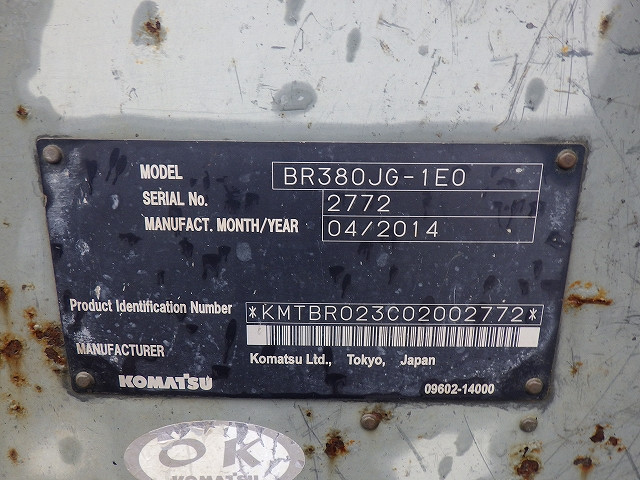 MODEL BR380JG-1E0
SERIAL No. 2772
MANUFACT. MONTH/YEAR 04/2014
Product Identification Number *KMTBR023C02002772*
MANUFACTURER Komatsu Ltd., Tokyo, Japan
KOMATSU 09602-14000
OK
KOMATSU